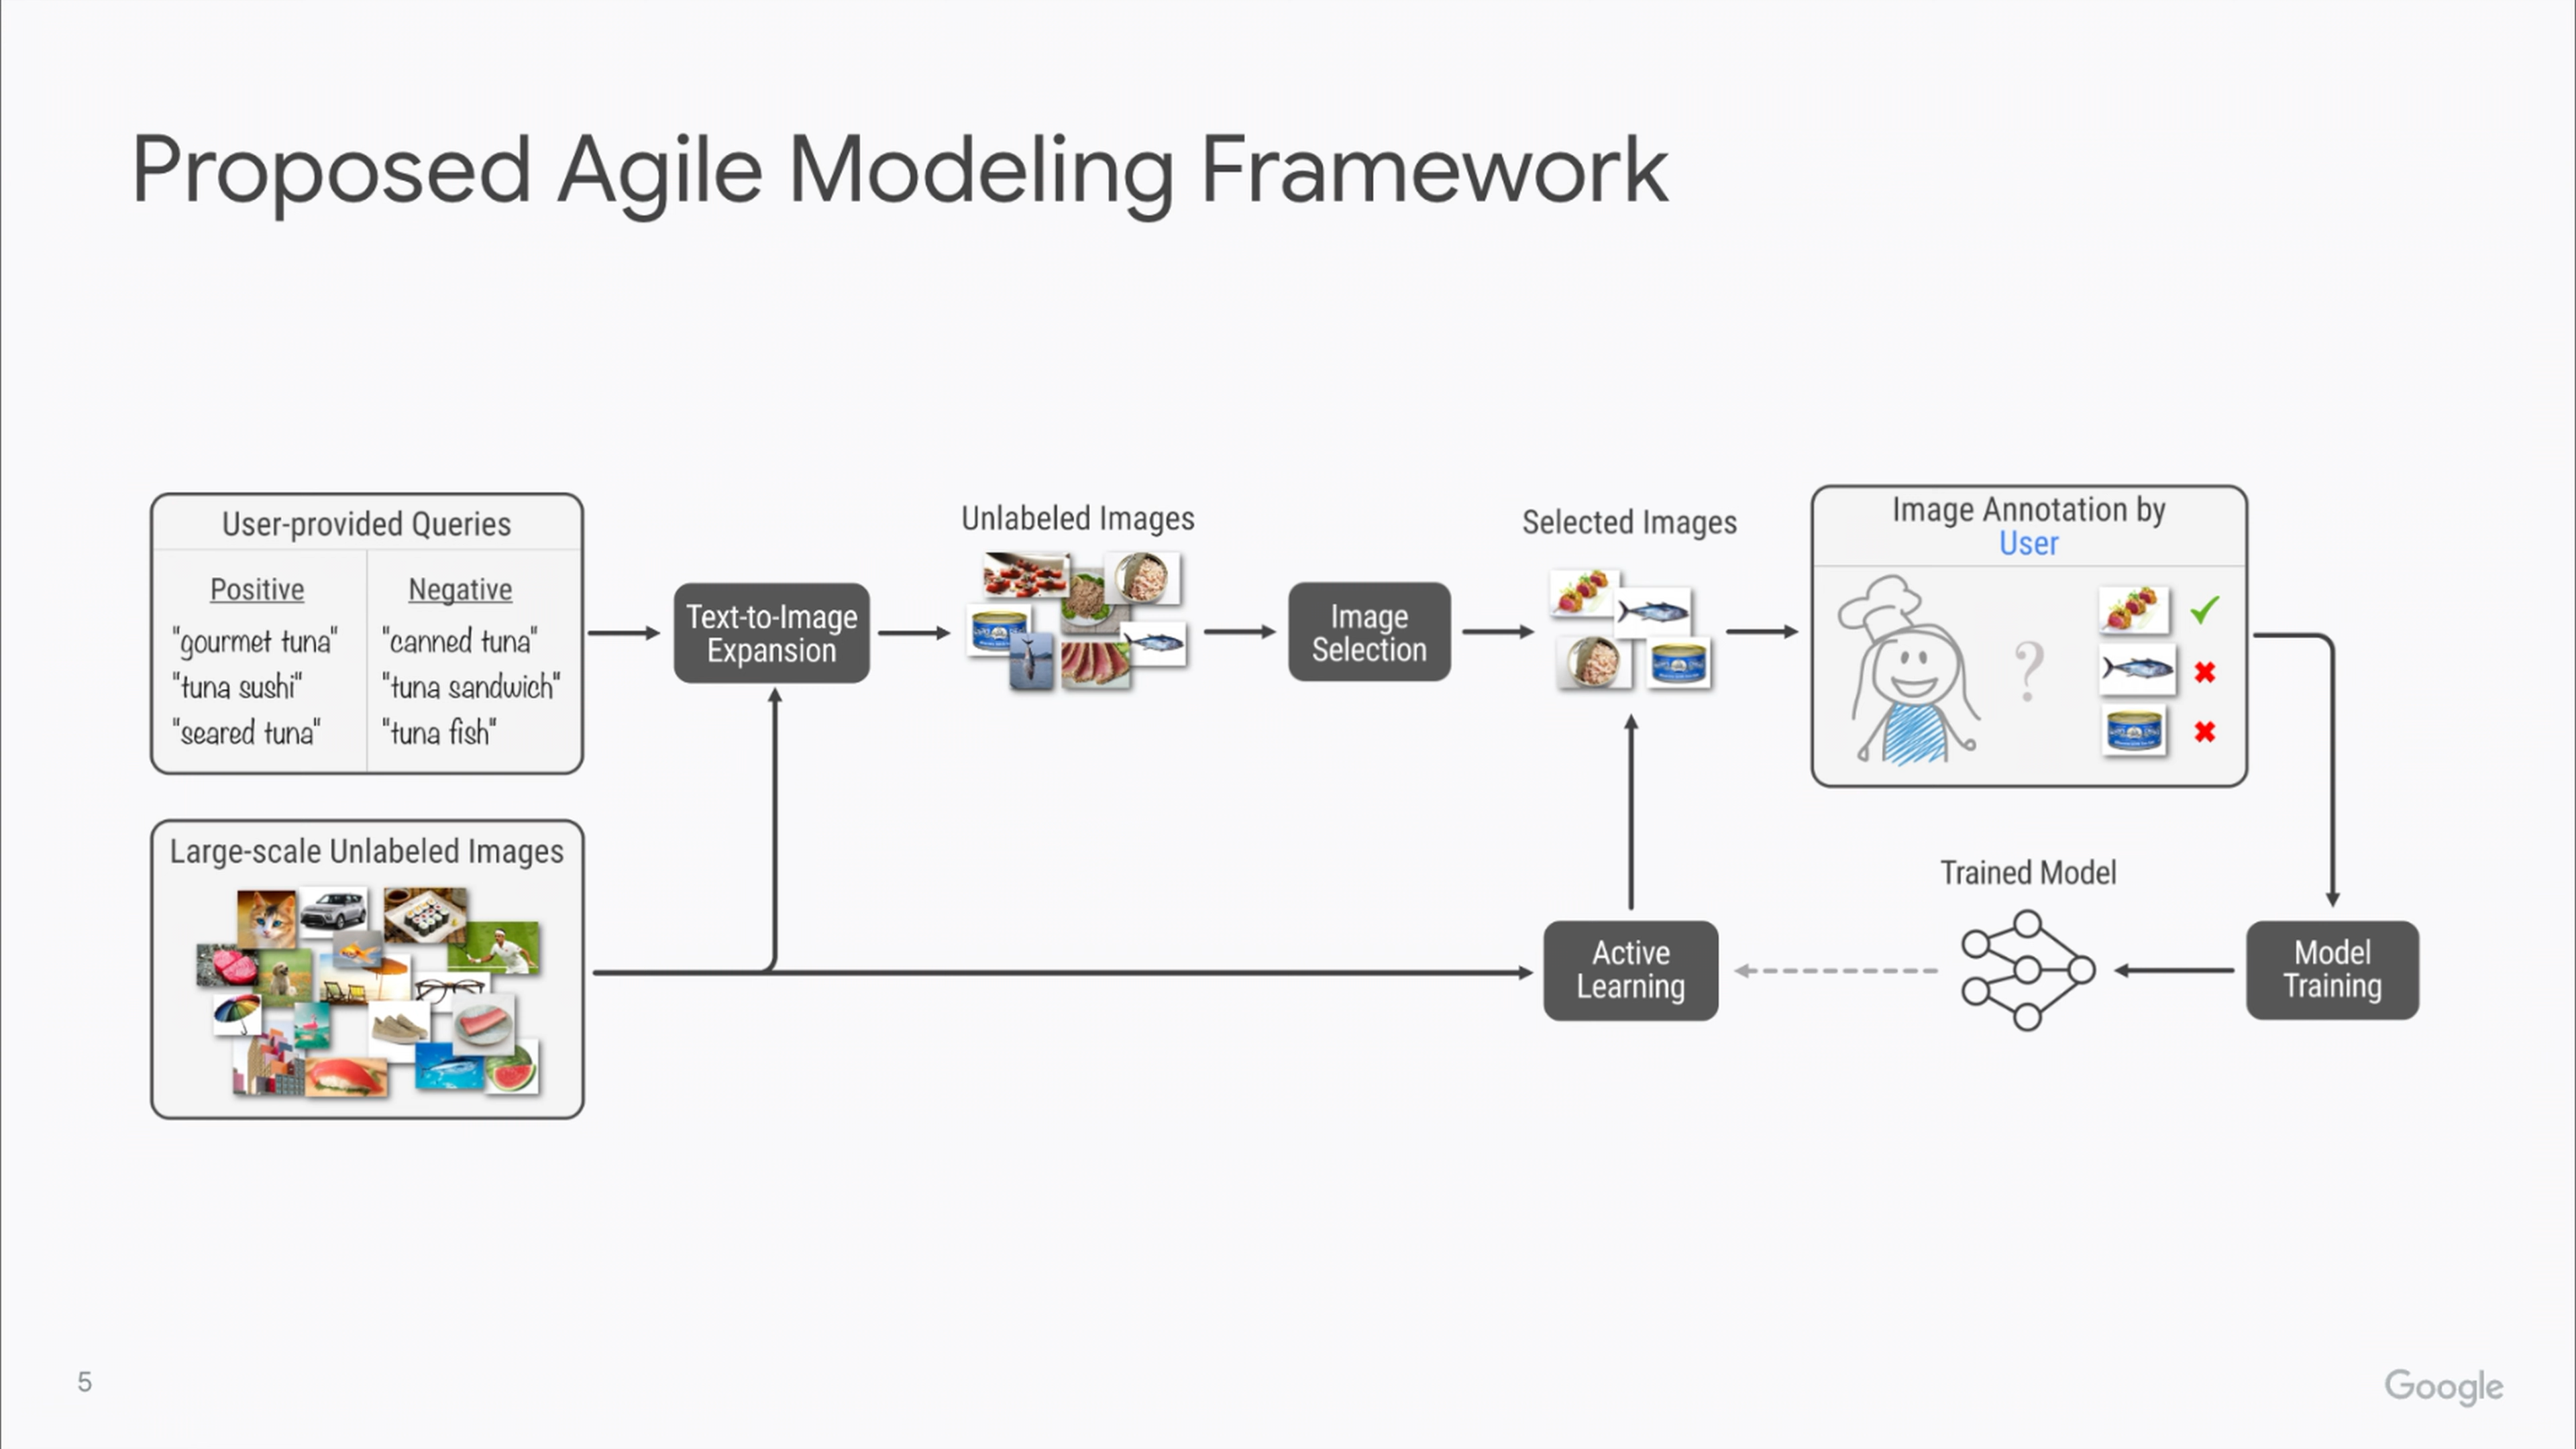 Proposed Agile Modeling Framework
User-provided Queries
Positive
"gourmet tuna"
"tuna sushi"
"seared tuna"
Negative
"canned tuna"
"tuna sandwich"
"tuna fish"
Large-scale Unlabeled Images
Text-to-Image
Expansion
Unlabeled Images
Image
Selection
Selected Images
Image Annotation by
User
?
Active
Learning
Trained Model
Model
Training
5
Google